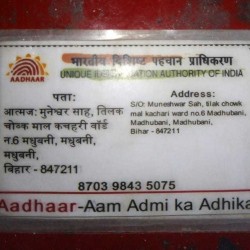 भारतीय विशिष्ट पहचान प्राधिकरण
UNIQUE IDENTIFICATION AUTHORITY OF INDIA
AADHAAR
पता:
आत्मज: मुनेश्वर साह, तिलक
चोव्क माल कचहरी वॉर्ड
न.6 मधुबनी, मधुबनी,
मधुबनी,
बिहार - 847211
Address:
S/O: Muneshwar Sah, tilak chowk
mal kachari ward no.6 Madhubani,
Madhubani, Madhubani,
Bihar - 847211
8703 9843 5075
Aadhaar-Aam Admi ka Adhika